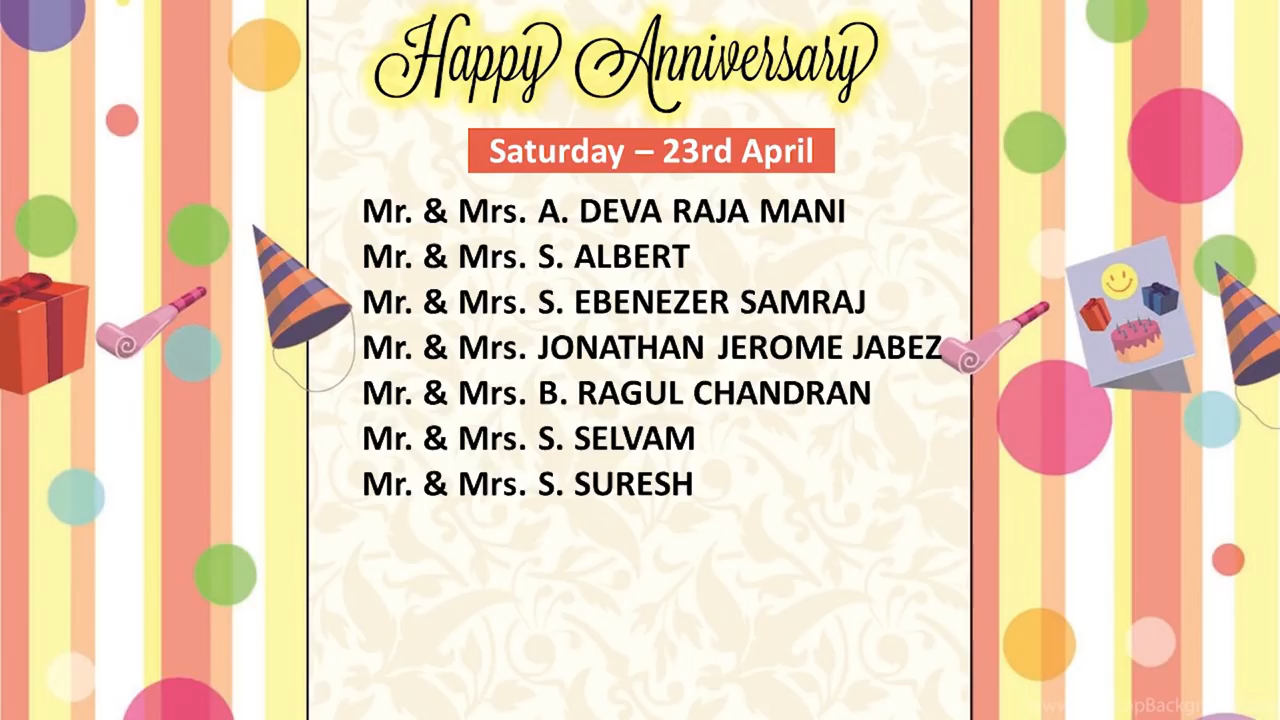 Happy Anniversary
Saturday – 23rd April
Mr. & Mrs. A. DEVA RAJA MANI
Mr. & Mrs. S. ALBERT
Mr. & Mrs. S. EBENEZER SAMRAJ
Mr. & Mrs. JONATHAN JEROME JABEZ
Mr. & Mrs. B. RAGUL CHANDRAN
Mr. & Mrs. S. SELVAM
Mr. & Mrs. S. SURESH